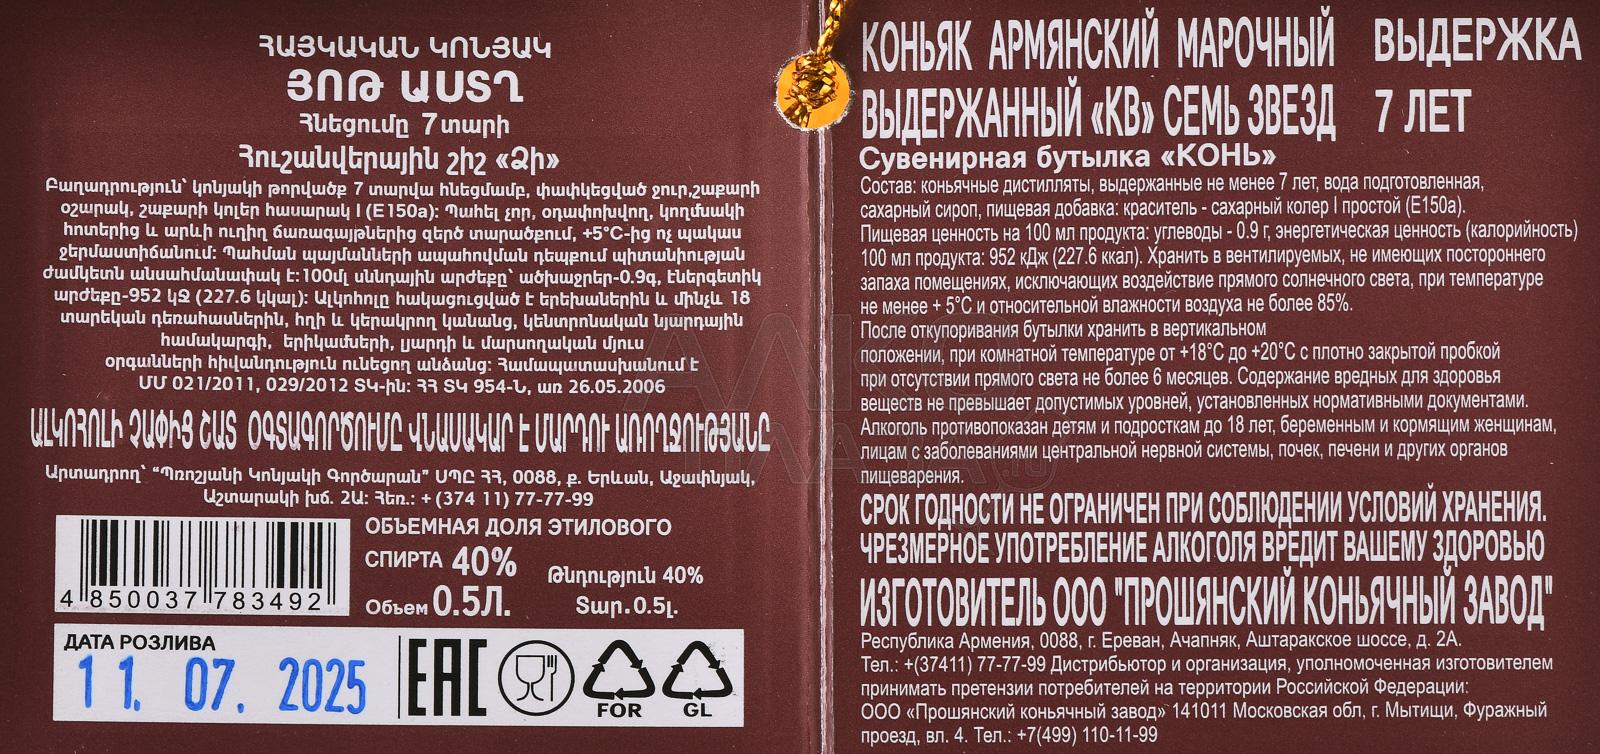 ՀԱՅԿԱԿԱՆ ԿՈՆՅԱԿ
ՅՈԹ ԱՍՏՂ
Հնեցումը 7 տարի
Հուշանվերային շիշ «Ձի»
Բաղադրություն՝ կոնյակի թորվածք 7 տարվա հնեցմամբ, փափկեցված ջուր,շաքարի
օշարակ, շաքարի կոլեր հասարակ I (E150a): Պահել չոր, օդափոխվող, կողմնակի
հոտերից և արևի ուղիղ ճառագայթներից զերծ տարածքում, +5°C-ից ոչ պակաս
ջերմաստիճանում: Պահման պայմանների ապահովման դեպքում պիտանիության
ժամկետն անսահմանափակ է:100մլ սննդային արժեքը՝ ածխաջրեր-0.9գ, էներգետիկ
արժեքը-952 կՋ (227.6 կկալ): Ալկոհոլը հակացուցված է երեխաներին և մինչև 18
տարեկան դեռահասներին, հղի և կերակրող կանանց, կենտրոնական նյարդային
համակարգի, երիկամների, լյարդի և մարսողական մյուս
օրգանների հիվանդություն ունեցող անձանց: Համապատասխանում է
ՄՄ 021/2011, 029/2012 ՏԿ-ին: ՀՀ ՏԿ 954-Ն, առ 26.05.2006
ԱԼԿՈՀՈԼԻ ՉԱՓԻՑ ՇԱՏ ՕԳՏԱԳՈՐԾՈՒՄԸ ՎՆԱՍԱԿԱՐ Է ՄԱՐԴՈՒ ԱՌՈՂՋՈՒԹՅԱՆԸ
Արտադրող՝ "Պռոշյանի Կոնյակի Գործարան" ՍՊԸ ՀՀ, 0088, ք. Երևան, Աջափնյակ,
Աշտարակի խճ. 2Ա: Հեռ.: + (374 11) 77-77-99
ОБЪЕМНАЯ ДОЛЯ ЭТИЛОВОГО
СПИРТА 40%
Թնդություն 40%
Объем 0.5Л.
Տար. 0.5լ.
4 850037 783492
ДАТА РОЗЛИВА
11. 07. 2025
EAC
FOR
GL
КОНЬЯК АРМЯНСКИЙ МАРОЧНЫЙ ВЫДЕРЖКА
ВЫДЕРЖАННЫЙ «КВ» СЕМЬ ЗВЕЗД 7 ЛЕТ
Сувенирная бутылка «КОНЬ»
Состав: коньячные дистилляты, выдержанные не менее 7 лет, вода подготовленная,
сахарный сироп, пищевая добавка: краситель - сахарный колер I простой (Е150а).
Пищевая ценность на 100 мл продукта: углеводы - 0.9 г, энергетическая ценность (калорийность)
100 мл продукта: 952 кДж (227.6 ккал). Хранить в вентилируемых, не имеющих постороннего
запаха помещениях, исключающих воздействие прямого солнечного света, при температуре
не менее + 5°С и относительной влажности воздуха не более 85%.
После откупоривания бутылки хранить в вертикальном
положении, при комнатной температуре от +18°С до +20°С с плотно закрытой пробкой
при отсутствии прямого света не более 6 месяцев. Содержание вредных для здоровья
веществ не превышает допустимых уровней, установленных нормативными документами.
Алкоголь противопоказан детям и подросткам до 18 лет, беременным и кормящим женщинам,
лицам с заболеваниями центральной нервной системы, почек, печени и других органов
пищеварения.
СРОК ГОДНОСТИ НЕ ОГРАНИЧЕН ПРИ СОБЛЮДЕНИИ УСЛОВИЙ ХРАНЕНИЯ.
ЧРЕЗМЕРНОЕ УПОТРЕБЛЕНИЕ АЛКОГОЛЯ ВРЕДИТ ВАШЕМУ ЗДОРОВЬЮ
ИЗГОТОВИТЕЛЬ ООО "ПРОШЯНСКИЙ КОНЬЯЧНЫЙ ЗАВОД"
Республика Армения, 0088, г. Ереван, Ачапняк, Аштаракское шоссе, д. 2А.
Тел.: +(37411) 77-77-99 Дистрибьютор и организация, уполномоченная изготовителем
принимать претензии потребителей на территории Российской Федерации:
ООО «Прошянский коньячный завод» 141011 Московская обл, г. Мытищи, Фуражный
проезд, вл. 4. Тел.: +7(499) 110-11-99